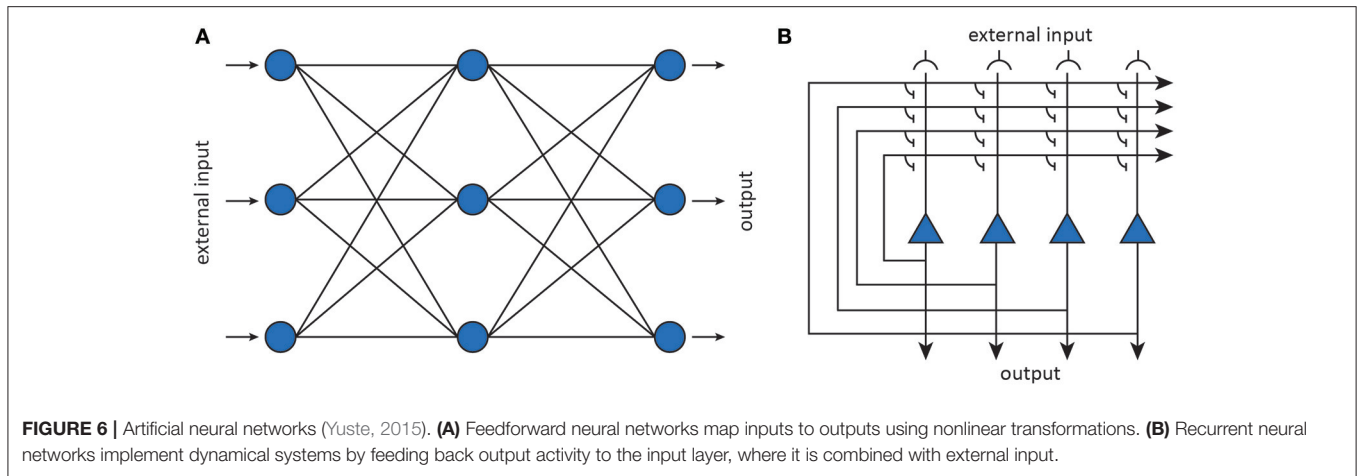 A
external input
output
B
external input
output
FIGURE 6 | Artificial neural networks (Yuste, 2015). (A) Feedforward neural networks map inputs to outputs using nonlinear transformations. (B) Recurrent neural
networks implement dynamical systems by feeding back output activity to the input layer, where it is combined with external input.